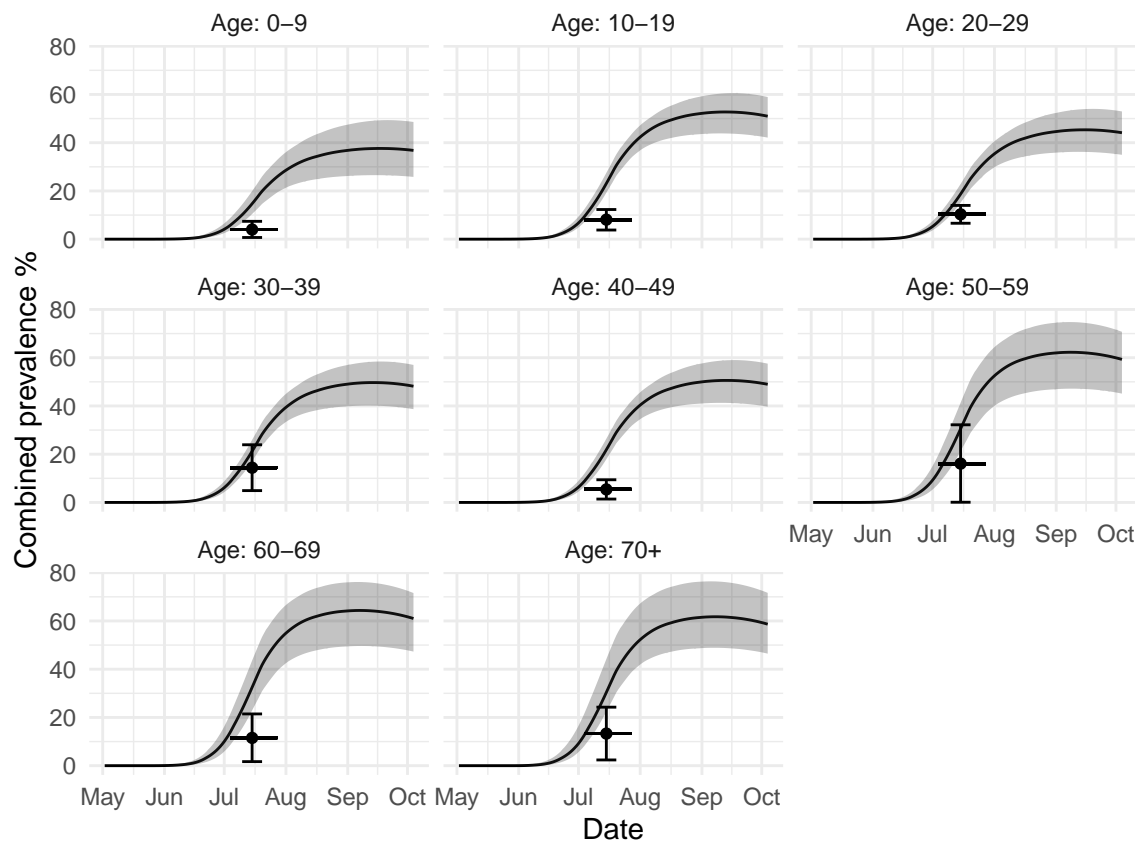 Age: 0−9 Age: 10−19 Age: 20−29
80
60
40
20
0
Age: 30−39 Age: 40−49 Age: 50−59
80
60
40
20
0
May Jun Jul Aug Sep Oct
Age: 60−69 Age: 70+
80
60
40
20
0
May Jun Jul Aug Sep Oct May Jun Jul Aug Sep Oct
Date
Combined prevalence %